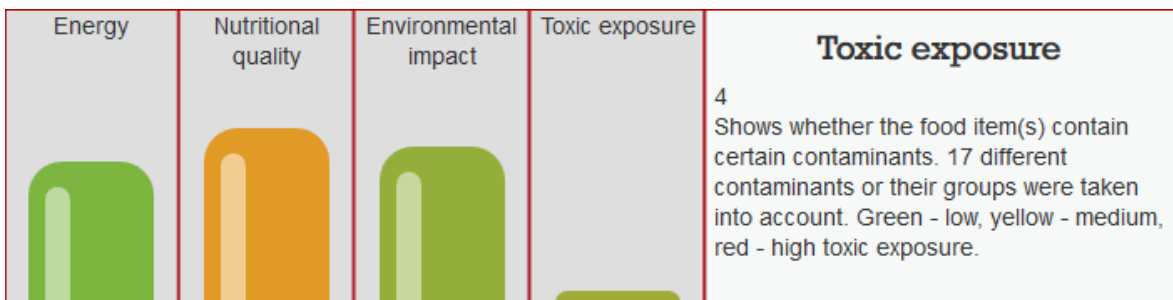 Energy
Nutritional
quality
Environmental
impact
Toxic exposure
Toxic exposure
4
Shows whether the food item(s) contain
certain contaminants. 17 different
contaminants or their groups were taken
into account. Green - low, yellow - medium,
red - high toxic exposure.